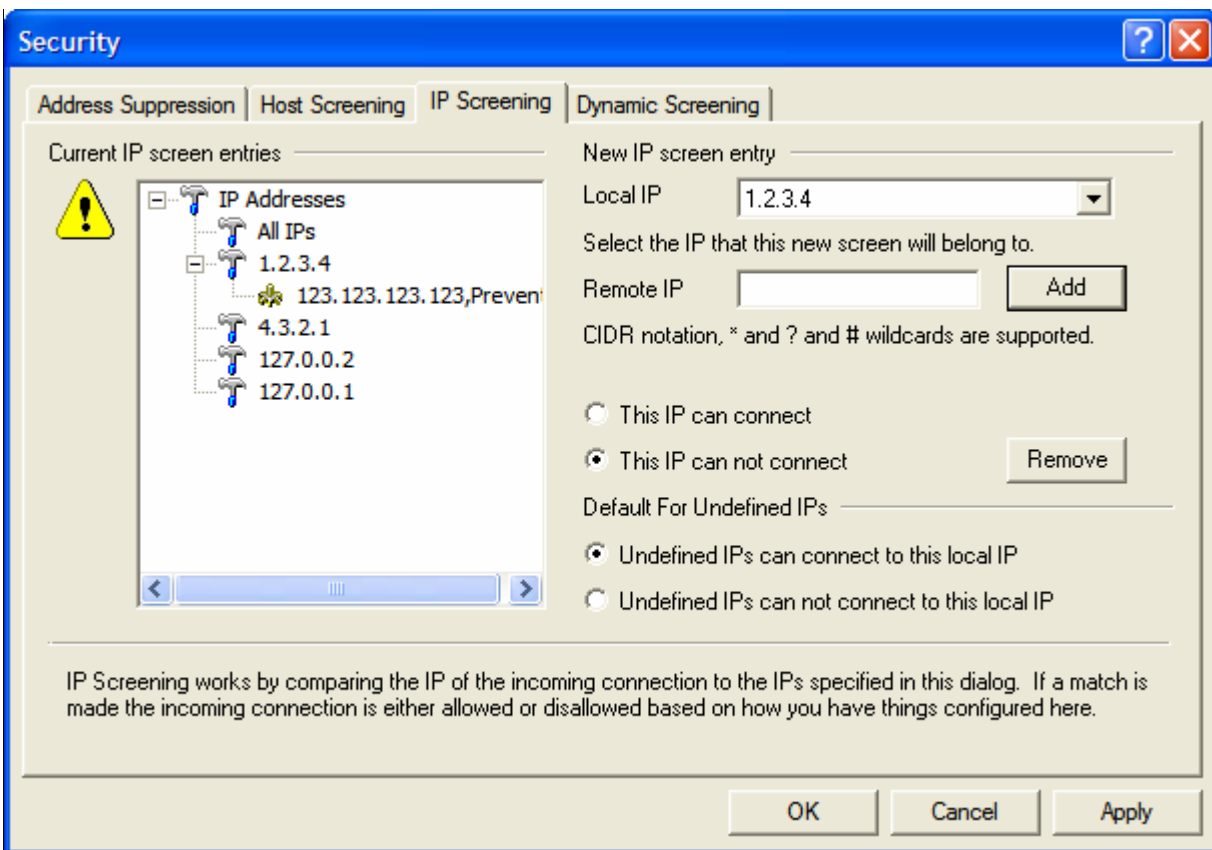 Security
Address Suppression
Host Screening
IP Screening
Dynamic Screening
Current IP screen entries
IP Addresses
All IPs
1.2.3.4
123.123.123.123,Prevent
4.3.2.1
127.0.0.2
127.0.0.1
New IP screen entry
Local IP
1.2.3.4
Select the IP that this new screen will belong to.
Remote IP
Add
CIDR notation, * and ? and # wildcards are supported.
This IP can connect
This IP can not connect
Remove
Default For Undefined IPs
Undefined IPs can connect to this local IP
Undefined IPs can not connect to this local IP
IP Screening works by comparing the IP of the incoming connection to the IPs specified in this dialog. If a match is
made the incoming connection is either allowed or disallowed based on how you have things configured here.
OK
Cancel
Apply